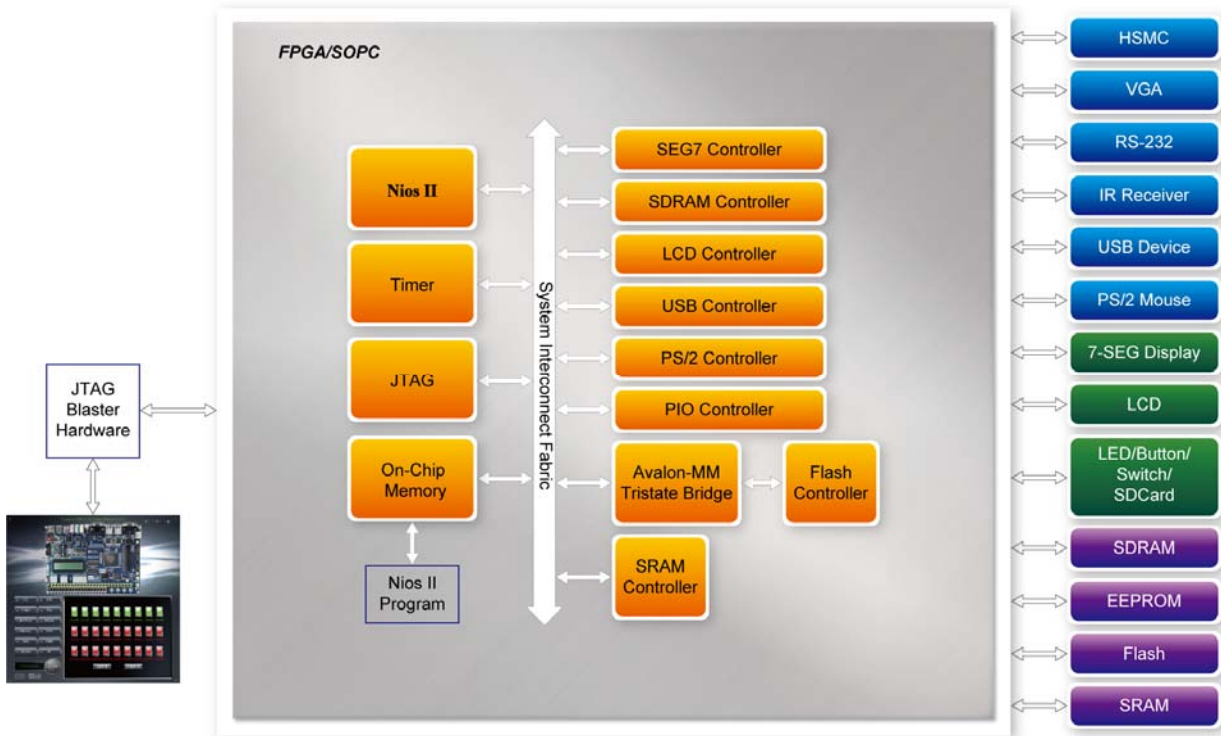 FPGA/SOPC
Nios II
Timer
JTAG
On-Chip
Memory
Nios II
Program
System Interconnect Fabric
SEG7 Controller
SDRAM Controller
LCD Controller
USB Controller
PS/2 Controller
PIO Controller
Avalon-MM
Tristate Bridge
Flash
Controller
SRAM
Controller
JTAG
Blaster
Hardware
HSMC
VGA
RS-232
IR Receiver
USB Device
PS/2 Mouse
7-SEG Display
LCD
LED/Button/
Switch/
SDCard
SDRAM
EEPROM
Flash
SRAM